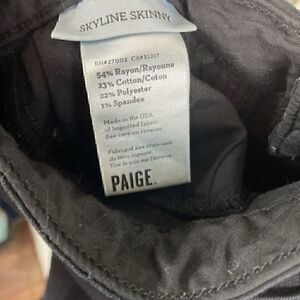 SKYLINE SKINNY
RN#27002 CA#51217
54% Rayon/Rayonne
23% Cotton/Coton
22% Polyester
1% Spandex
Made in the USA
of Imported fabric.
See care on reverse.
Fabriqué aux états-unis
de tissu importé.
Voir le soin au
PAIGE.